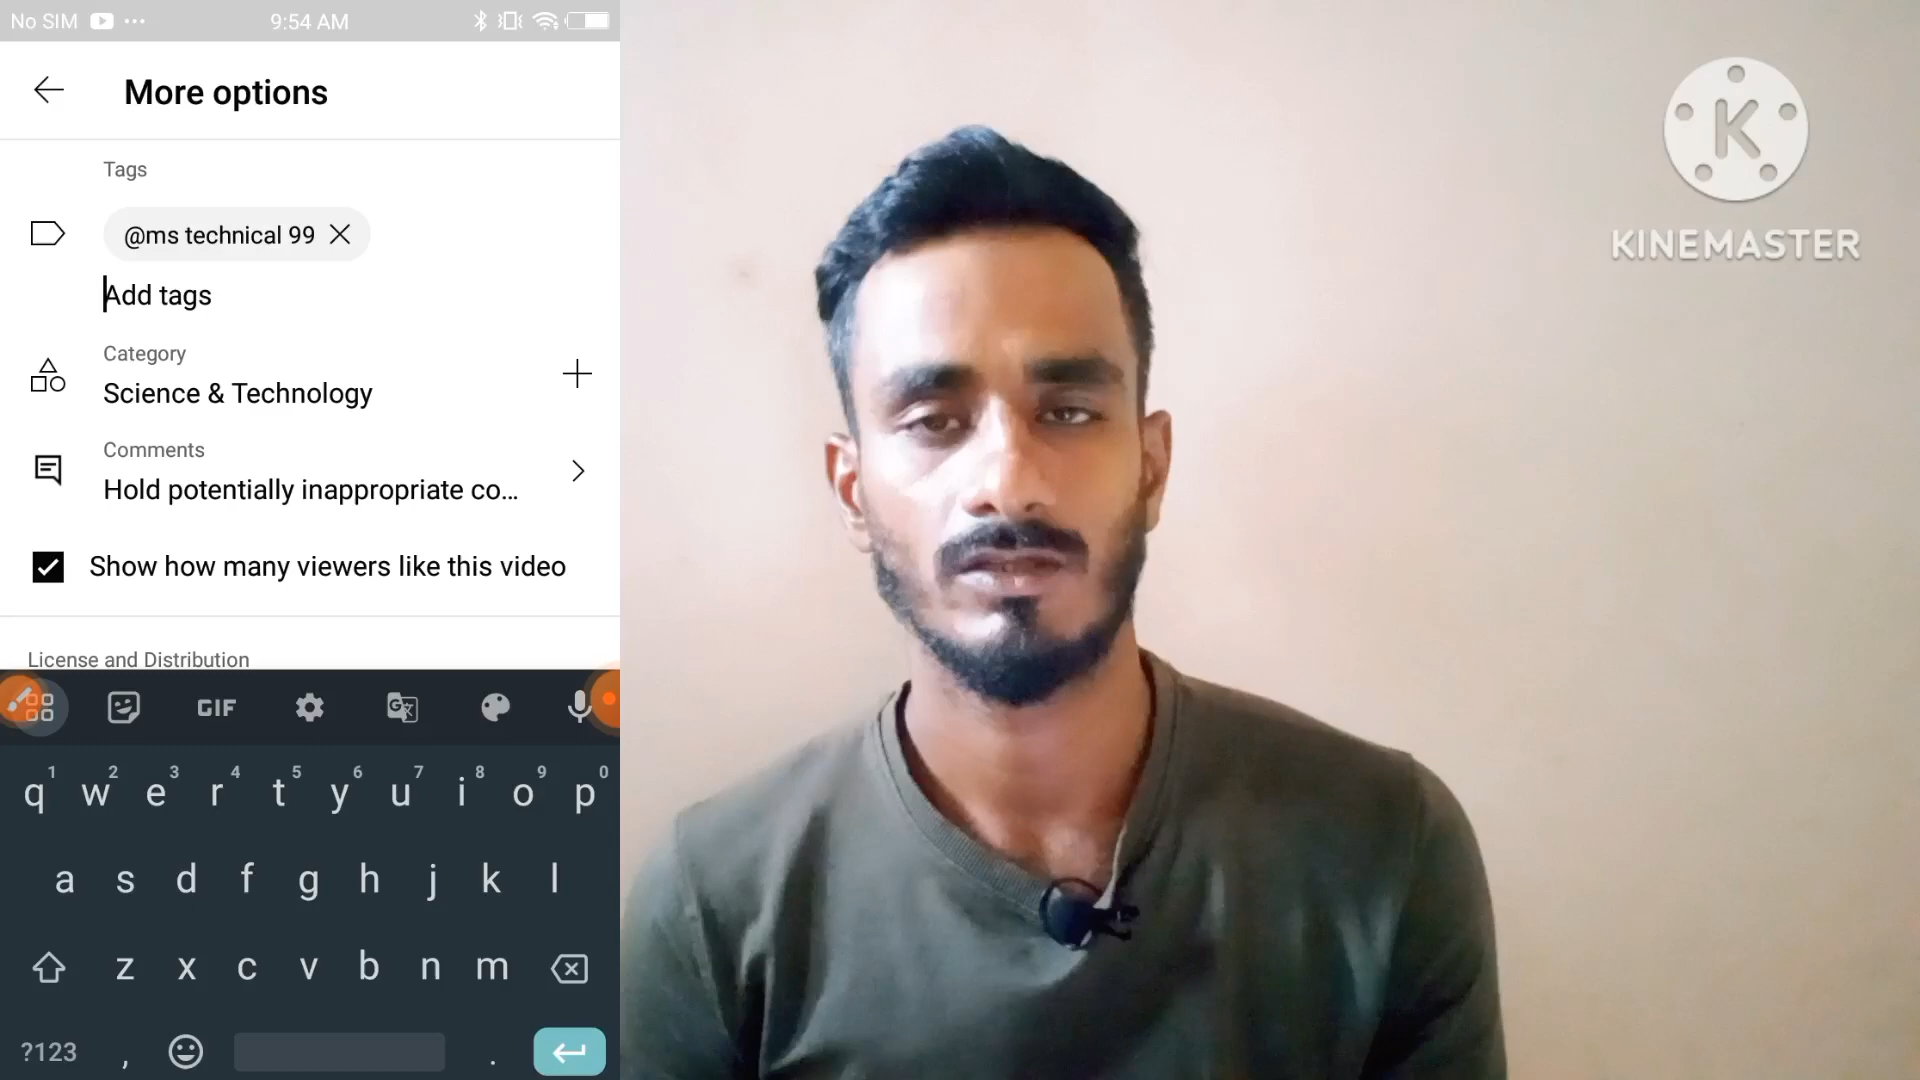 No SIM 9:54 AM
More options
Tags
@ms technical 99
Add tags
Category
Science & Technology
Comments
Hold potentially inappropriate co...
Show how many viewers like this video
License and Distribution
GIF
1 2 3 4 5 6 7 8 9 0
q w e r t y u i o p
a s d f g h j k l
z x c v b n m
?123 , .
K
KINEMASTER